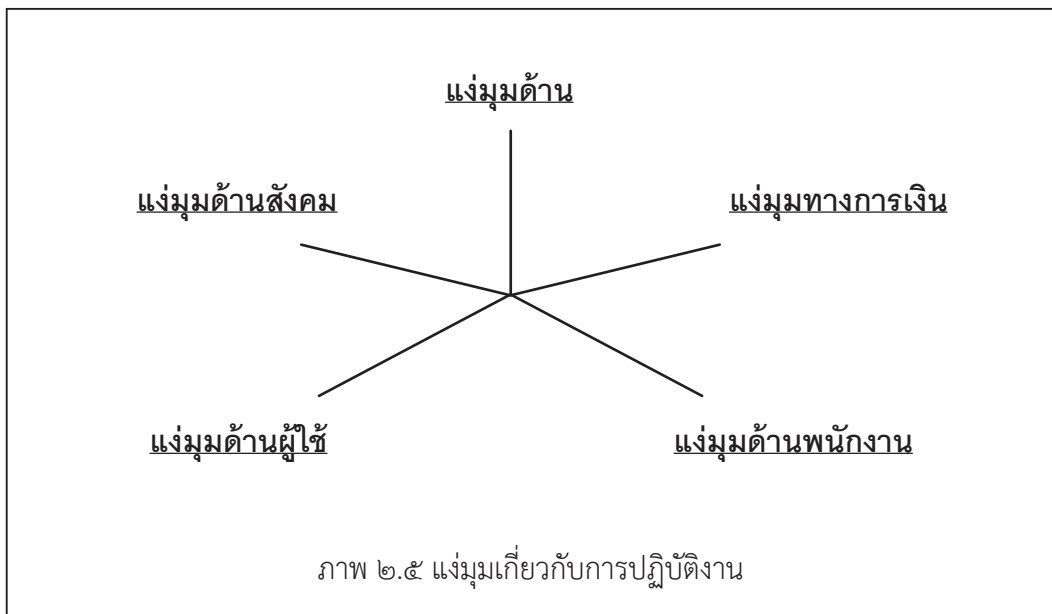 แง่มุมด้าน
แง่มุมด้านสังคม
แง่มุมทางการเงิน
แง่มุมด้านผู้ใช้
แง่มุมด้านพนักงาน
ภาพ ๒.๕ แง่มุมเกี่ยวกับการปฏิบัติงาน